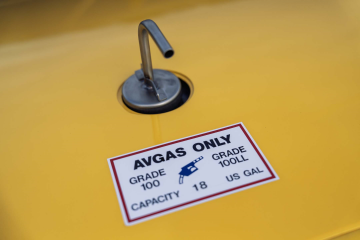 AVGAS ONLY
GRADE 100 GRADE 100LL
CAPACITY 18 US GAL